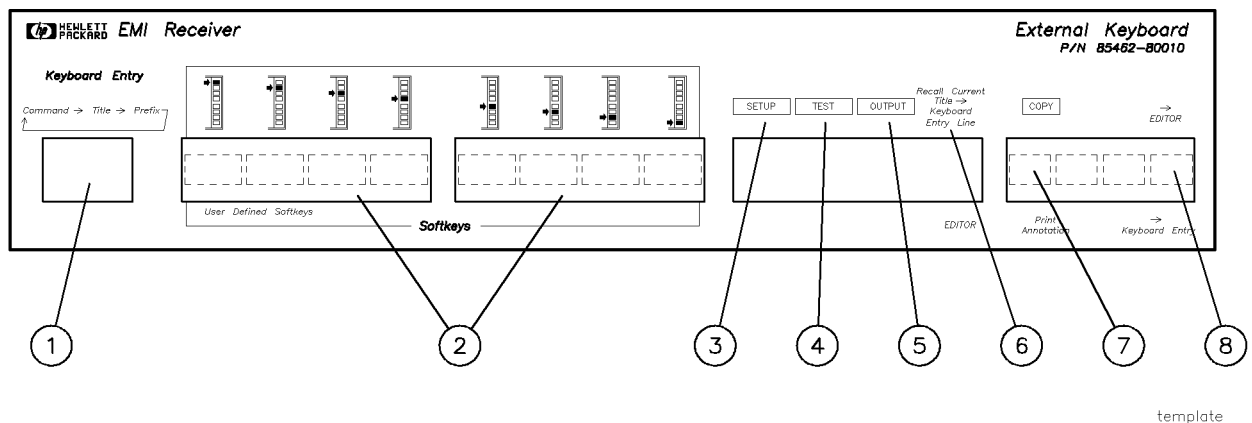 hp HEWLETT PACKARD EMI Receiver
External Keyboard
P/N 85462-80010
Keyboard Entry
Command → Title → Prefix
SETUP
TEST
OUTPUT
Recall Current
Title →
Keyboard
Entry Line
COPY
→
EDITOR
User Defined Softkeys
Softkeys
EDITOR
Print
Annotation
→
Keyboard Entry
1
2
3
4
5
6
7
8
template